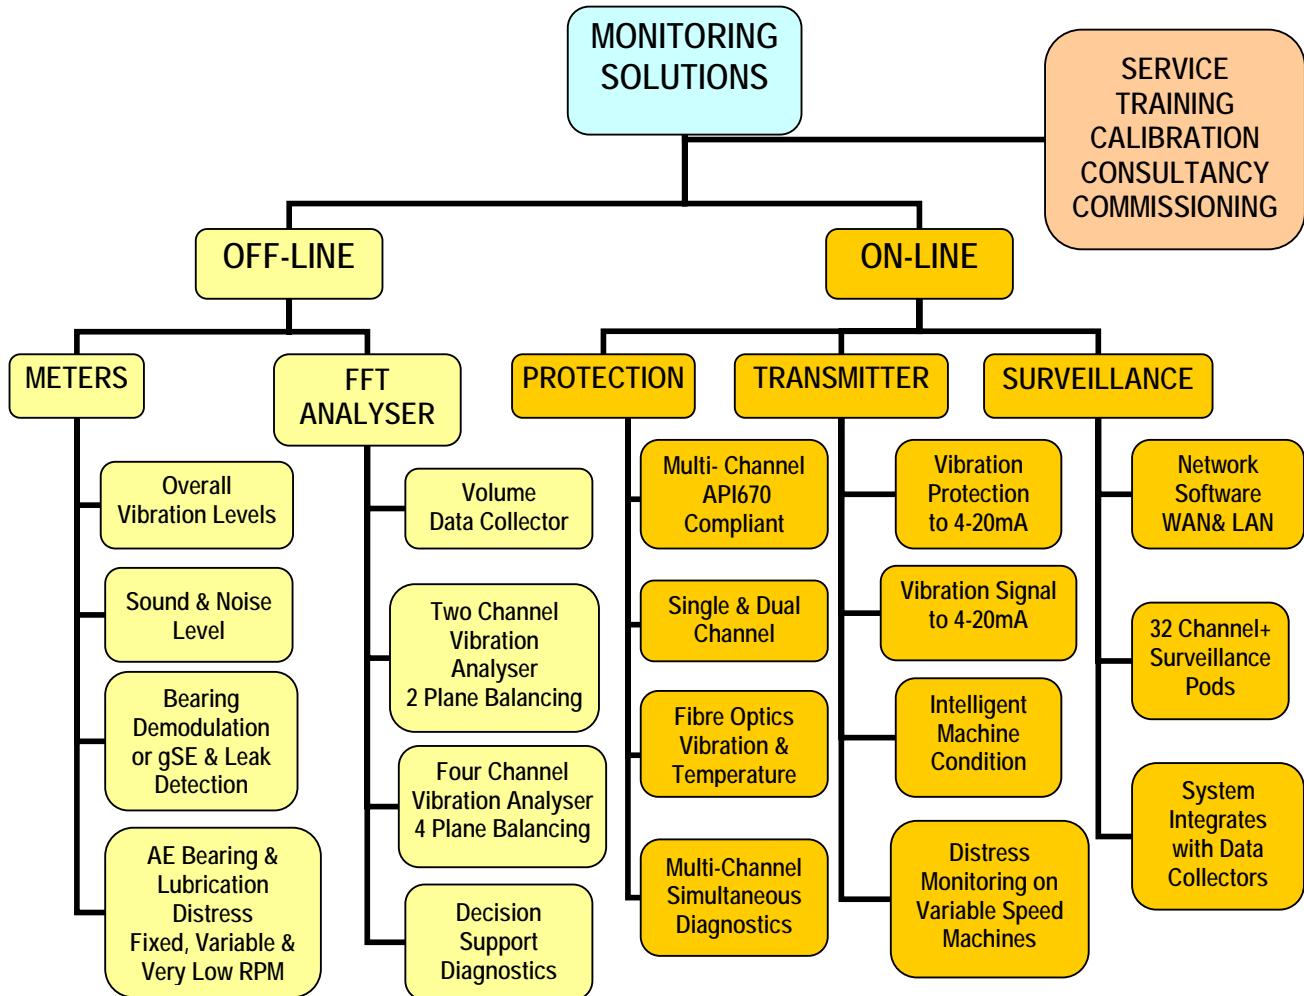 MONITORING
SOLUTIONS
SERVICE
TRAINING
CALIBRATION
CONSULTANCY
COMMISSIONING
OFF-LINE
ON-LINE
METERS
FFT
ANALYSER
PROTECTION
TRANSMITTER
SURVEILLANCE
Overall
Vibration Levels
Sound & Noise
Level
Bearing
Demodulation
or gSE & Leak
Detection
AE Bearing &
Lubrication
Distress
Fixed, Variable &
Very Low RPM
Volume
Data Collector
Two Channel
Vibration
Analyser
2 Plane Balancing
Four Channel
Vibration Analyser
4 Plane Balancing
Decision
Support
Diagnostics
Multi- Channel
API670
Compliant
Single & Dual
Channel
Fibre Optics
Vibration &
Temperature
Multi-Channel
Simultaneous
Diagnostics
Vibration
Protection
to 4-20mA
Vibration Signal
to 4-20mA
Intelligent
Machine
Condition
Distress
Monitoring on
Variable Speed
Machines
Network
Software
WAN& LAN
32 Channel+
Surveillance
Pods
System
Integrates
with Data
Collectors